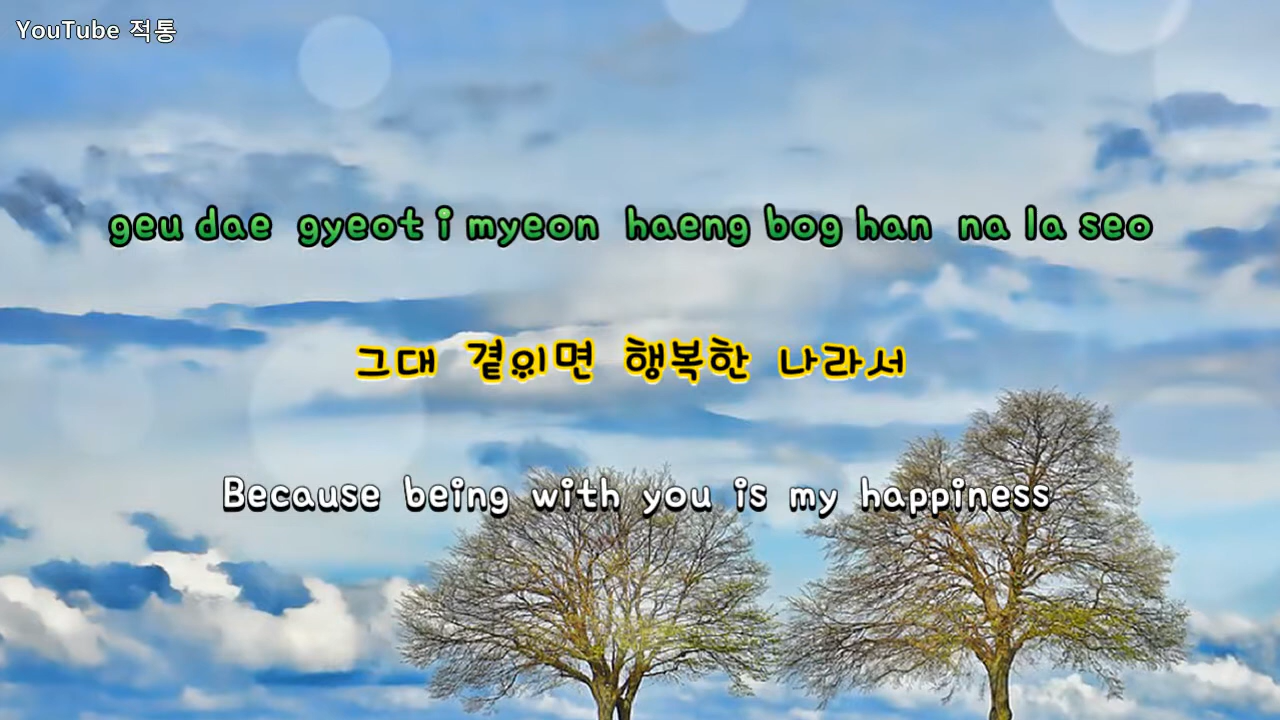 YouTube 적통
geu dae gyeot i myeon haeng bog han na la seo
그대 곁이면 행복한 나라서
Because being with you is my happiness